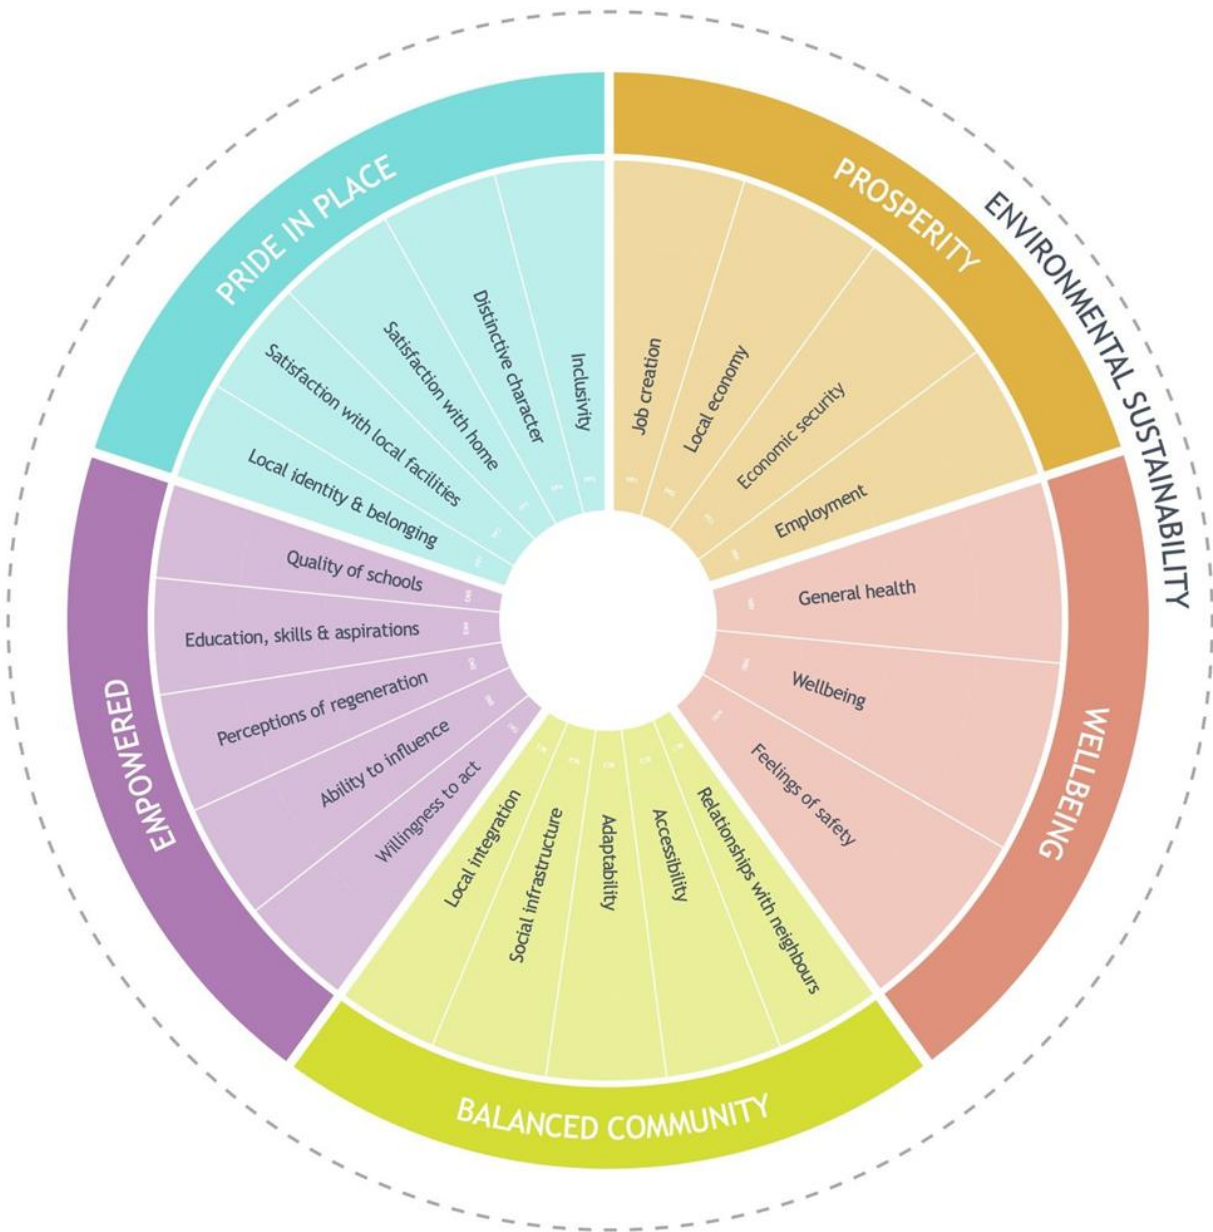 ENVIRONMENTAL SUSTAINABILITY
PROSPERITY
Job creation
Local economy
Economic security
Employment
WELLBEING
General health
Wellbeing
Feelings of safety
BALANCED COMMUNITY
Relationships with neighbours
Accessibility
Adaptability
Social infrastructure
Local integration
EMPOWERED
Willingness to act
Ability to influence
Perceptions of regeneration
Education, skills & aspirations
Quality of schools
PRIDE IN PLACE
Local identity & belonging
Satisfaction with local facilities
Satisfaction with home
Distinctive character
Inclusivity